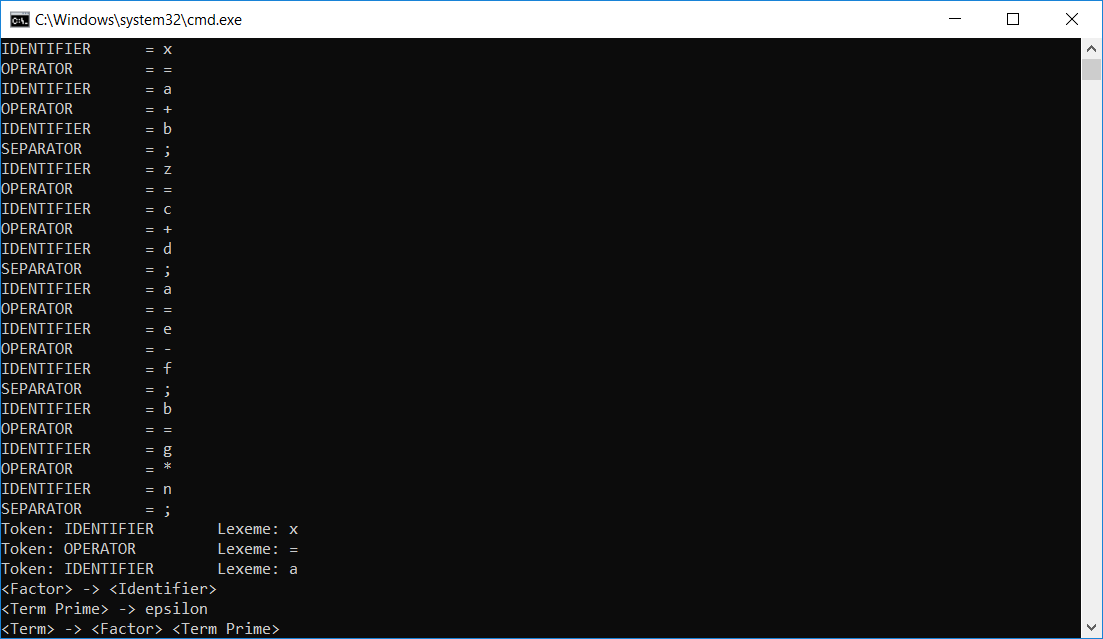 C:\Windows\system32\cmd.exe
IDENTIFIER      = x
OPERATOR        = =
IDENTIFIER      = a
OPERATOR        = +
IDENTIFIER      = b
SEPARATOR       = ;
IDENTIFIER      = z
OPERATOR        = =
IDENTIFIER      = c
OPERATOR        = +
IDENTIFIER      = d
SEPARATOR       = ;
IDENTIFIER      = a
OPERATOR        = =
IDENTIFIER      = e
OPERATOR        = -
IDENTIFIER      = f
SEPARATOR       = ;
IDENTIFIER      = b
OPERATOR        = =
IDENTIFIER      = g
OPERATOR        = *
IDENTIFIER      = n
SEPARATOR       = ;
Token: IDENTIFIER       Lexeme: x
Token: OPERATOR         Lexeme: =
Token: IDENTIFIER       Lexeme: a
<Factor> -> <Identifier>
<Term Prime> -> epsilon
<Term> -> <Factor> <Term Prime>